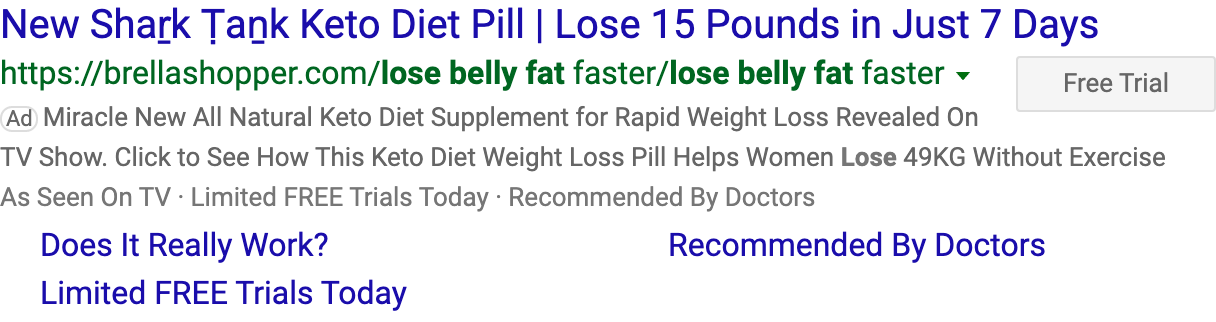 New Shaṟk Ṭaṉk Keto Diet Pill | Lose 15 Pounds in Just 7 Days
https://brellashopper.com/lose belly fat faster/lose belly fat faster
Free Trial
Ad Miracle New All Natural Keto Diet Supplement for Rapid Weight Loss Revealed On
TV Show. Click to See How This Keto Diet Weight Loss Pill Helps Women Lose 49KG Without Exercise
As Seen On TV · Limited FREE Trials Today · Recommended By Doctors
Does It Really Work?
Recommended By Doctors
Limited FREE Trials Today